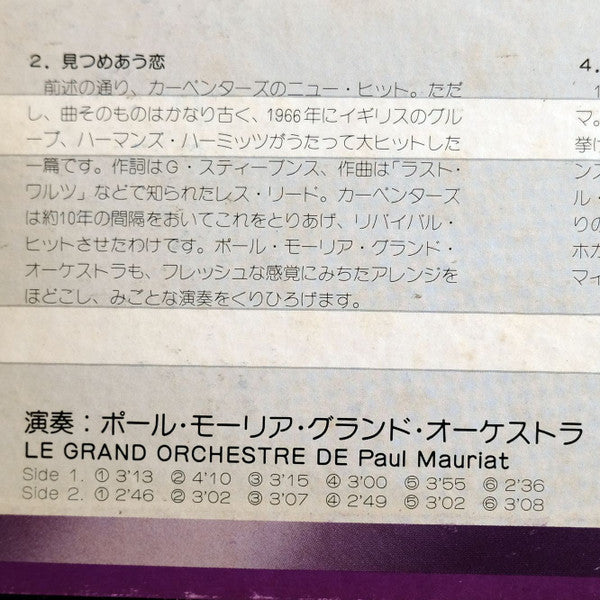 2. 見つめあう恋
前述の通り、カーペンターズのニュー・ヒット。ただ
し、曲そのものはかなり古く、1966年にイギリスのグル
ープ、ハーマンズ・ハーミッツがうたって大ヒットした
一篇です。作詞はG・スティーブンス、作曲は「ラスト・
ワルツ」などで知られたレス・リード。カーペンターズ
は約10年の間隔をおいてこれをとりあげ、リバイバル・
ヒットさせたわけです。ポール・モーリア・グランド・
オーケストラも、フレッシュな感覚にみちたアレンジを
ほどこし、みごとな演奏をくりひろげます。
4.
1
マ。
挙げ
ンス
ル・
りの
ホカ
マイ
演奏：ポール・モーリア・グランド・オーケストラ
LE GRAND ORCHESTRE DE Paul Mauriat
Side 1. ① 3'13 ② 4'10 ③ 3'15 ④ 3'00 ⑤ 3'55 ⑥ 2'36
Side 2. ① 2'46 ② 3'02 ③ 3'07 ④ 2'49 ⑤ 3'02 ⑥ 3'08